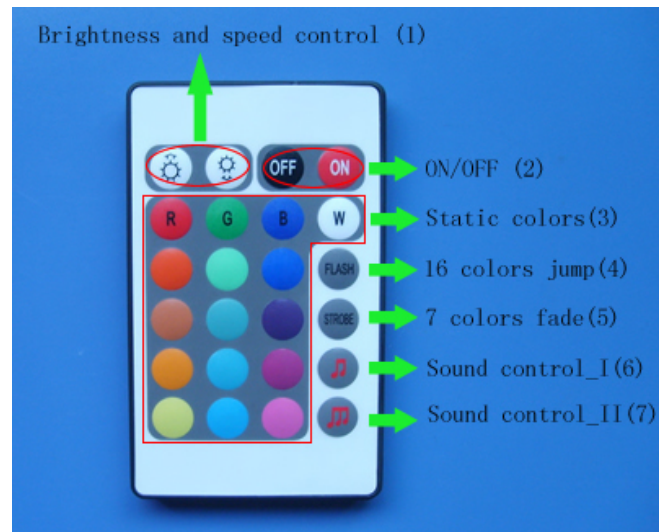 Brightness and speed control (1)
OFF ON
ON/OFF (2)
R G B W
Static colors(3)
FLASH
16 colors jump(4)
STROBE
7 colors fade(5)
Sound control_I(6)
Sound control_II(7)